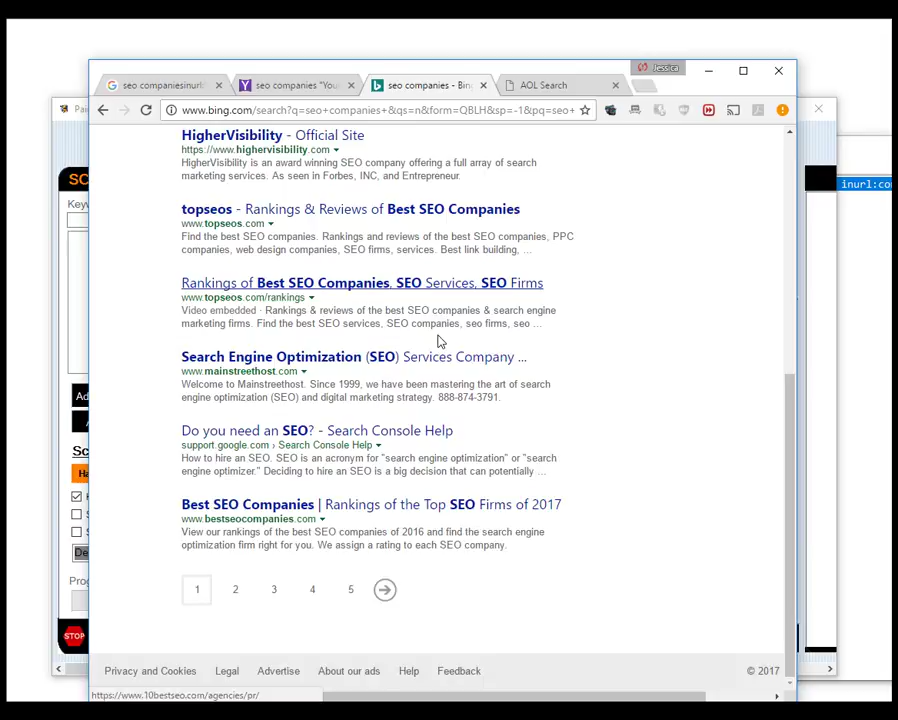 Jessica
seo companiesinurl:
seo companies "Your
seo companies - Bing
AOL Search
www.bing.com/search?q=seo+companies+&qs=n&form=QBLH&sp=-1&pq=seo+
HigherVisibility - Official Site
https://www.highervisibility.com
HigherVisibility is an award winning SEO company offering a full array of search
marketing services. As seen in Forbes, INC, and Entrepreneur.
topseos - Rankings & Reviews of Best SEO Companies
www.topseos.com
Find the best SEO companies. Rankings and reviews of the best SEO companies, PPC
companies, web design companies, SEO firms, services. Best link building, ...
Rankings of Best SEO Companies, SEO Services, SEO Firms
www.topseos.com/rankings
Video embedded · Rankings & reviews of the best SEO companies & search engine
marketing firms. Find the best SEO services, SEO companies, seo firms, seo ...
Search Engine Optimization (SEO) Services Company ...
www.mainstreethost.com
Welcome to Mainstreethost. Since 1999, we have been mastering the art of search
engine optimization (SEO) and digital marketing strategy. 888-874-3791.
Do you need an SEO? - Search Console Help
support.google.com › Search Console Help
How to hire an SEO. SEO is an acronym for "search engine optimization" or "search
engine optimizer." Deciding to hire an SEO is a big decision that can potentially ...
Best SEO Companies | Rankings of the Top SEO Firms of 2017
www.bestseocompanies.com
View our rankings of the best SEO companies of 2016 and find the search engine
optimization firm right for you. We assign a rating to each SEO company.
1 2 3 4 5
Privacy and Cookies Legal Advertise About our ads Help Feedback © 2017
https://www.10bestseo.com/agencies/pr/
Pai
SC
Key
Ad
Sc
Ha
De
Prog
STOP
inurl:co